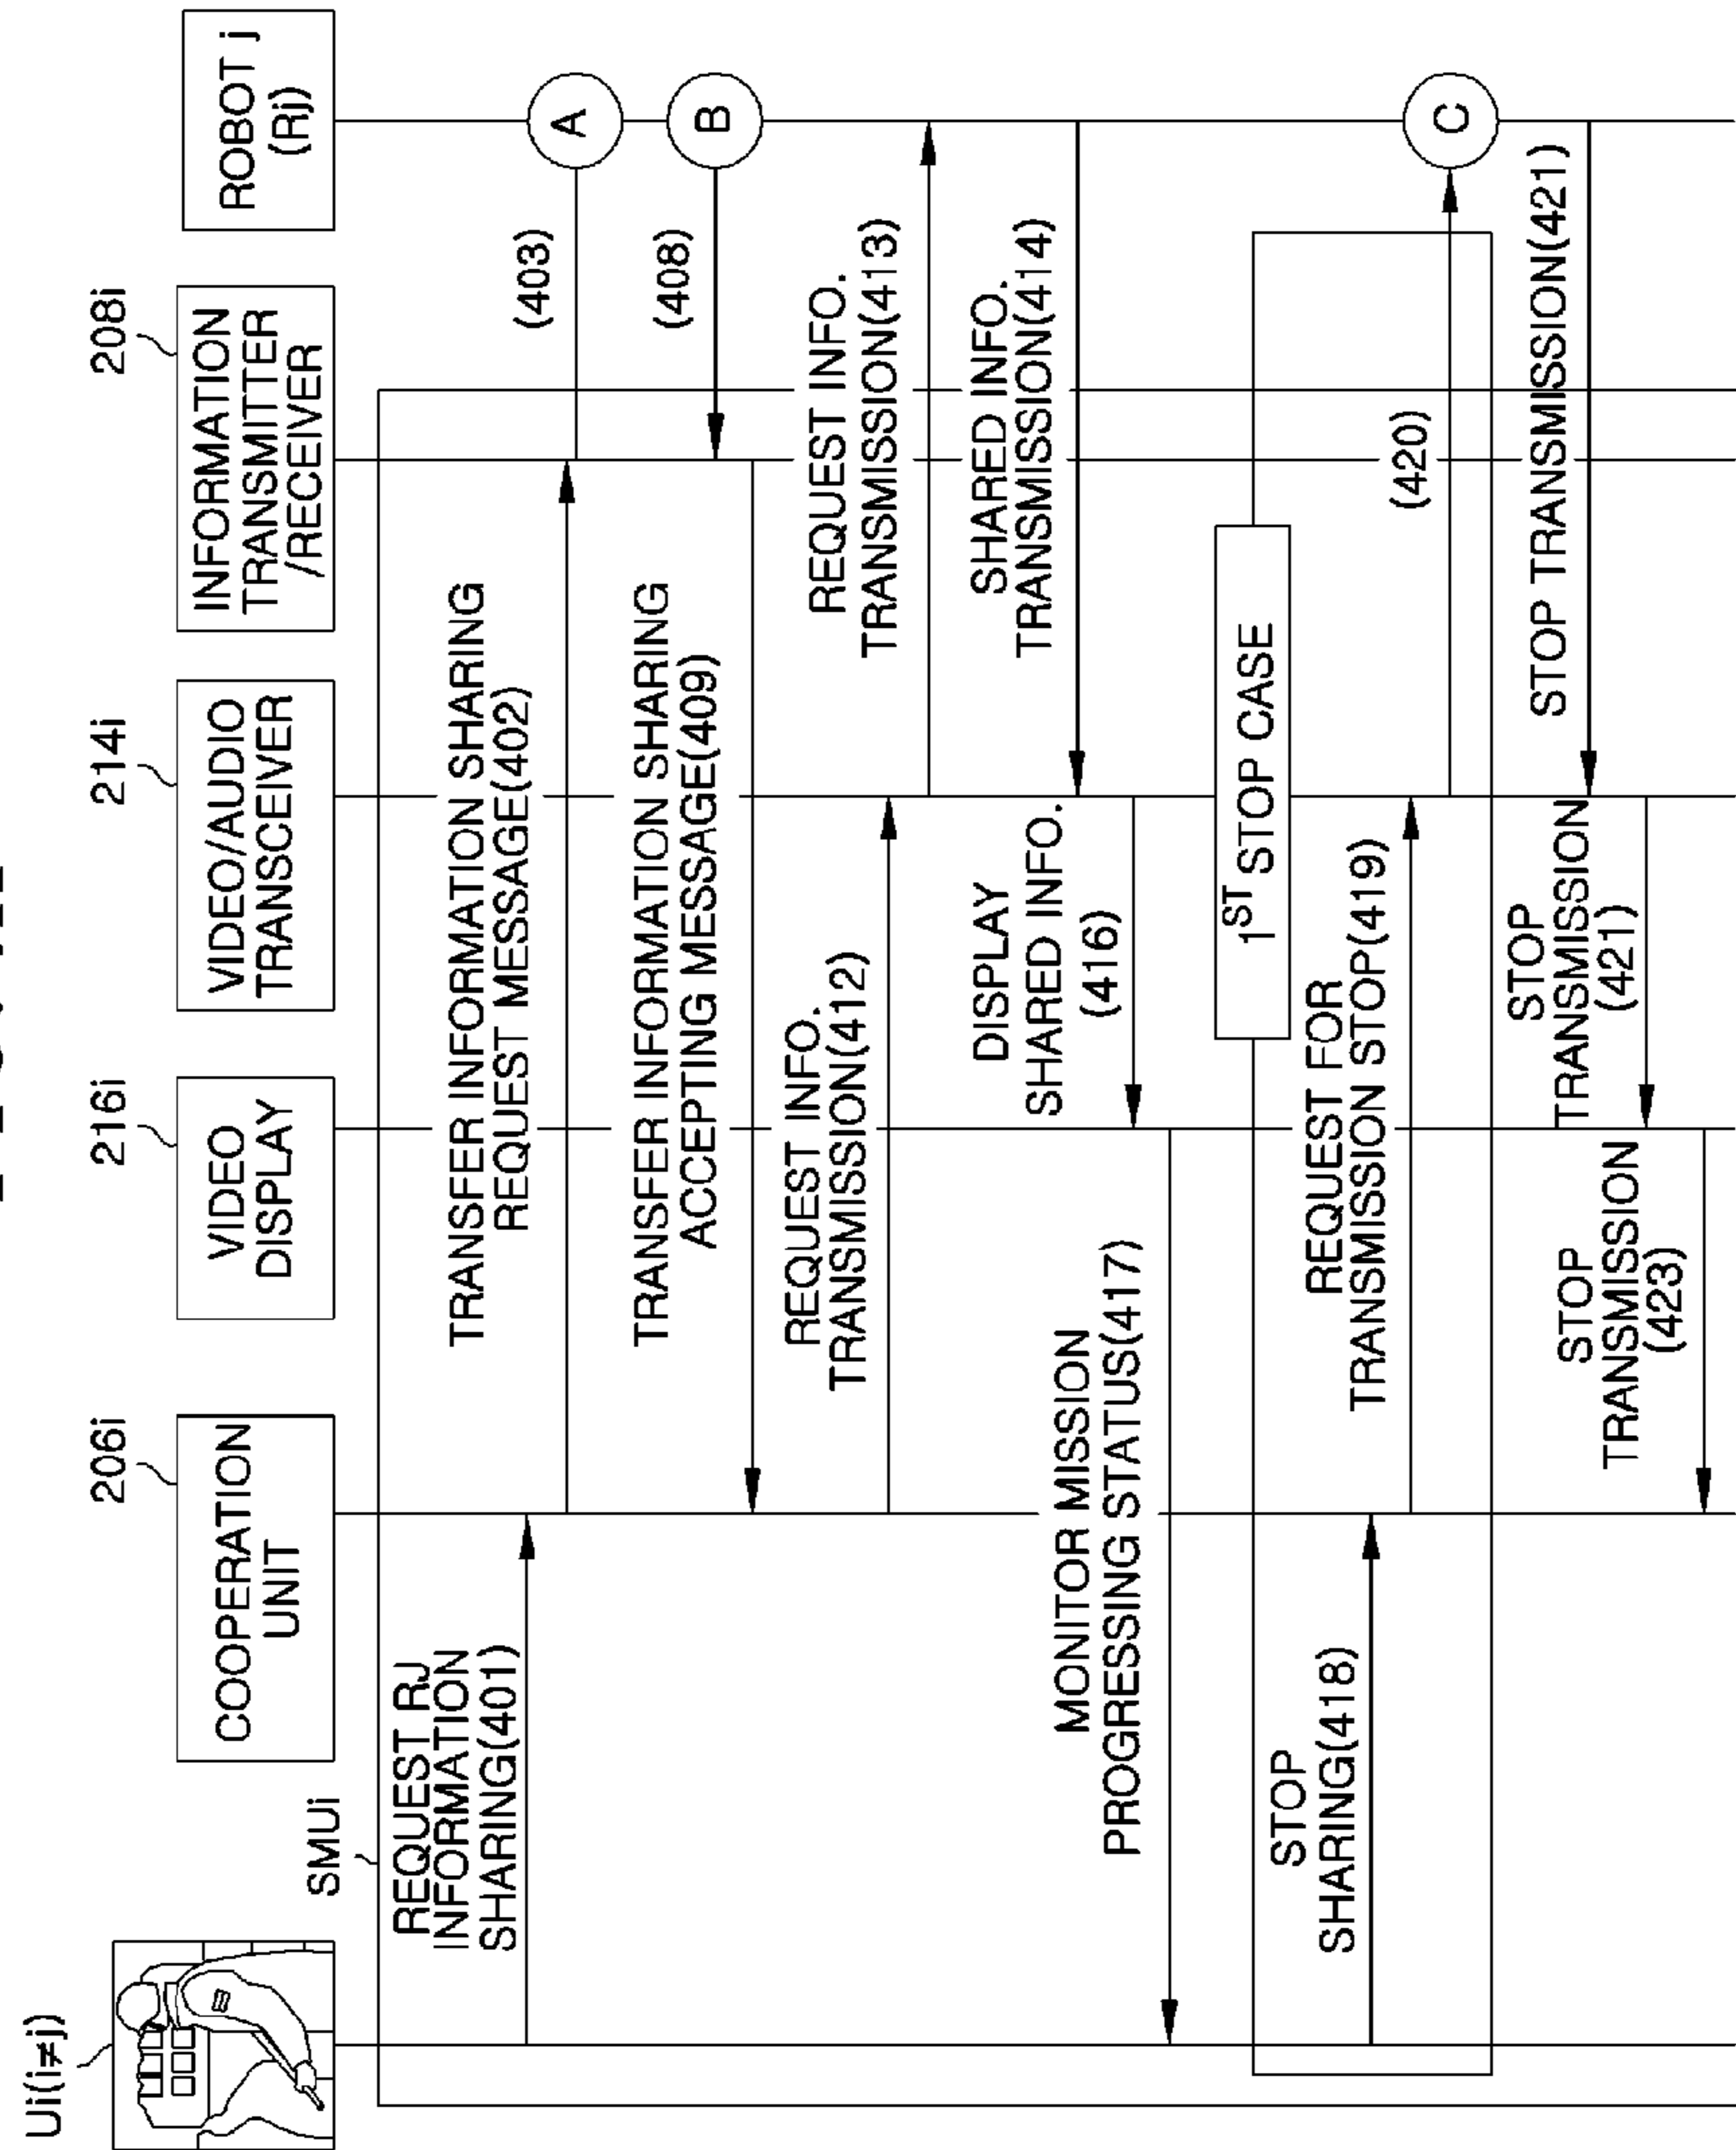 Ui(i≠j)
SMUi
206i
COOPERATION
UNIT
216i
VIDEO
DISPLAY
214i
VIDEO/AUDIO
TRANSCEIVER
208i
INFORMATION
TRANSMITTER
/RECEIVER
ROBOT j
(Rj)
REQUEST RJ
INFORMATION
SHARING(401)
TRANSFER INFORMATION SHARING
REQUEST MESSAGE(402)
(403)
A
(408)
B
TRANSFER INFORMATION SHARING
ACCEPTING MESSAGE(409)
REQUEST INFO.
TRANSMISSION(412)
REQUEST INFO.
TRANSMISSION(413)
SHARED INFO.
TRANSMISSION(414)
DISPLAY
SHARED INFO.
(416)
MONITOR MISSION
PROGRESSING STATUS(417)
1ST STOP CASE
STOP
SHARING(418)
REQUEST FOR
TRANSMISSION STOP(419)
(420)
C
STOP TRANSMISSION(421)
STOP
TRANSMISSION
(421)
STOP
TRANSMISSION
(423)